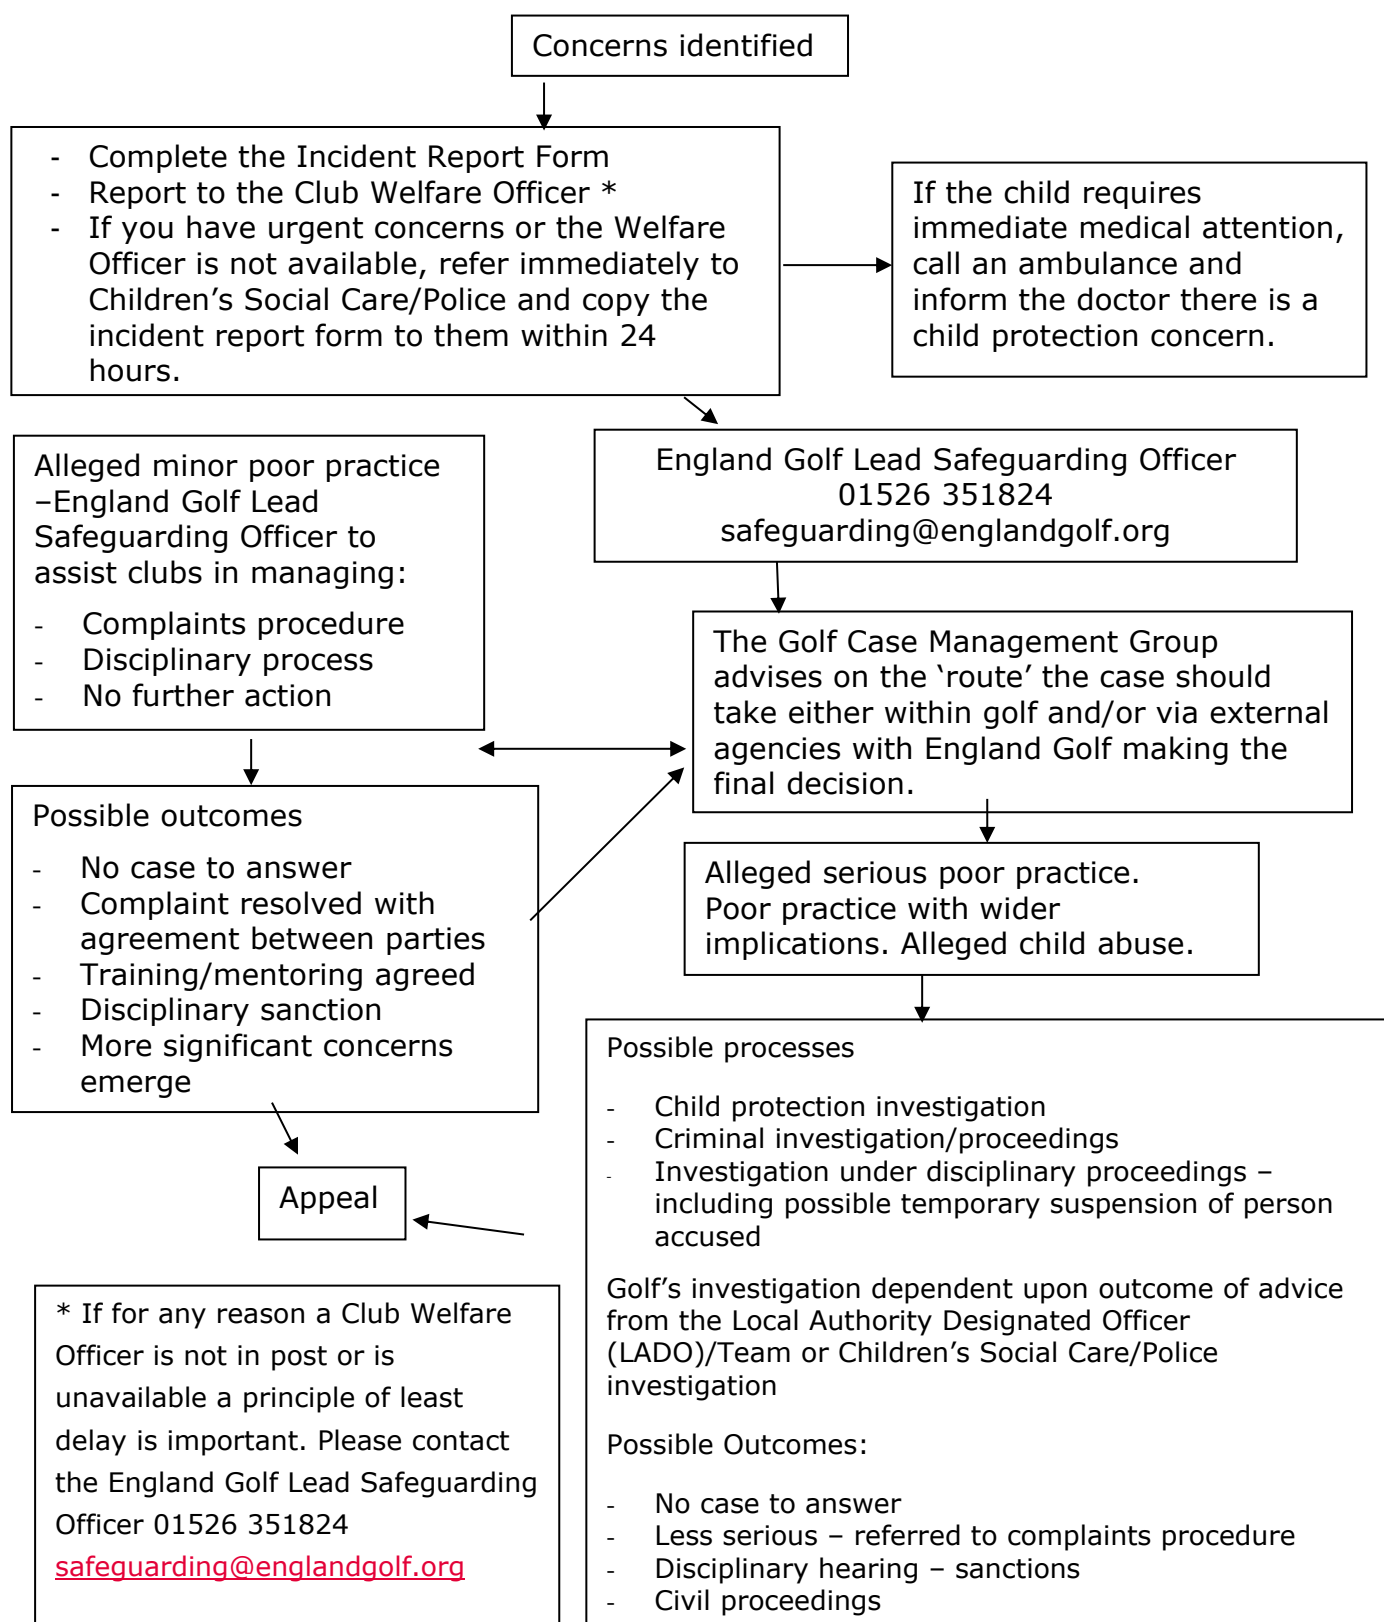 Concerns identified
- Complete the Incident Report Form
- Report to the Club Welfare Officer *
- If you have urgent concerns or the Welfare
Officer is not available, refer immediately to
Children’s Social Care/Police and copy the
incident report form to them within 24
hours.
If the child requires
immediate medical attention,
call an ambulance and
inform the doctor there is a
child protection concern.
England Golf Lead Safeguarding Officer
01526 351824
safeguarding@englandgolf.org
Alleged minor poor practice
–England Golf Lead
Safeguarding Officer to
assist clubs in managing:
- Complaints procedure
- Disciplinary process
- No further action
The Golf Case Management Group
advises on the ‘route’ the case should
take either within golf and/or via external
agencies with England Golf making the
final decision.
Possible outcomes
- No case to answer
- Complaint resolved with
agreement between parties
- Training/mentoring agreed
- Disciplinary sanction
- More significant concerns
emerge
Alleged serious poor practice.
Poor practice with wider
implications. Alleged child abuse.
Appeal
Possible processes
- Child protection investigation
- Criminal investigation/proceedings
- Investigation under disciplinary proceedings –
including possible temporary suspension of person
accused
Golf’s investigation dependent upon outcome of advice
from the Local Authority Designated Officer
(LADO)/Team or Children’s Social Care/Police
investigation
Possible Outcomes:
- No case to answer
- Less serious – referred to complaints procedure
- Disciplinary hearing – sanctions
- Civil proceedings
* If for any reason a Club Welfare
Officer is not in post or is
unavailable a principle of least
delay is important. Please contact
the England Golf Lead Safeguarding
Officer 01526 351824
safeguarding@englandgolf.org